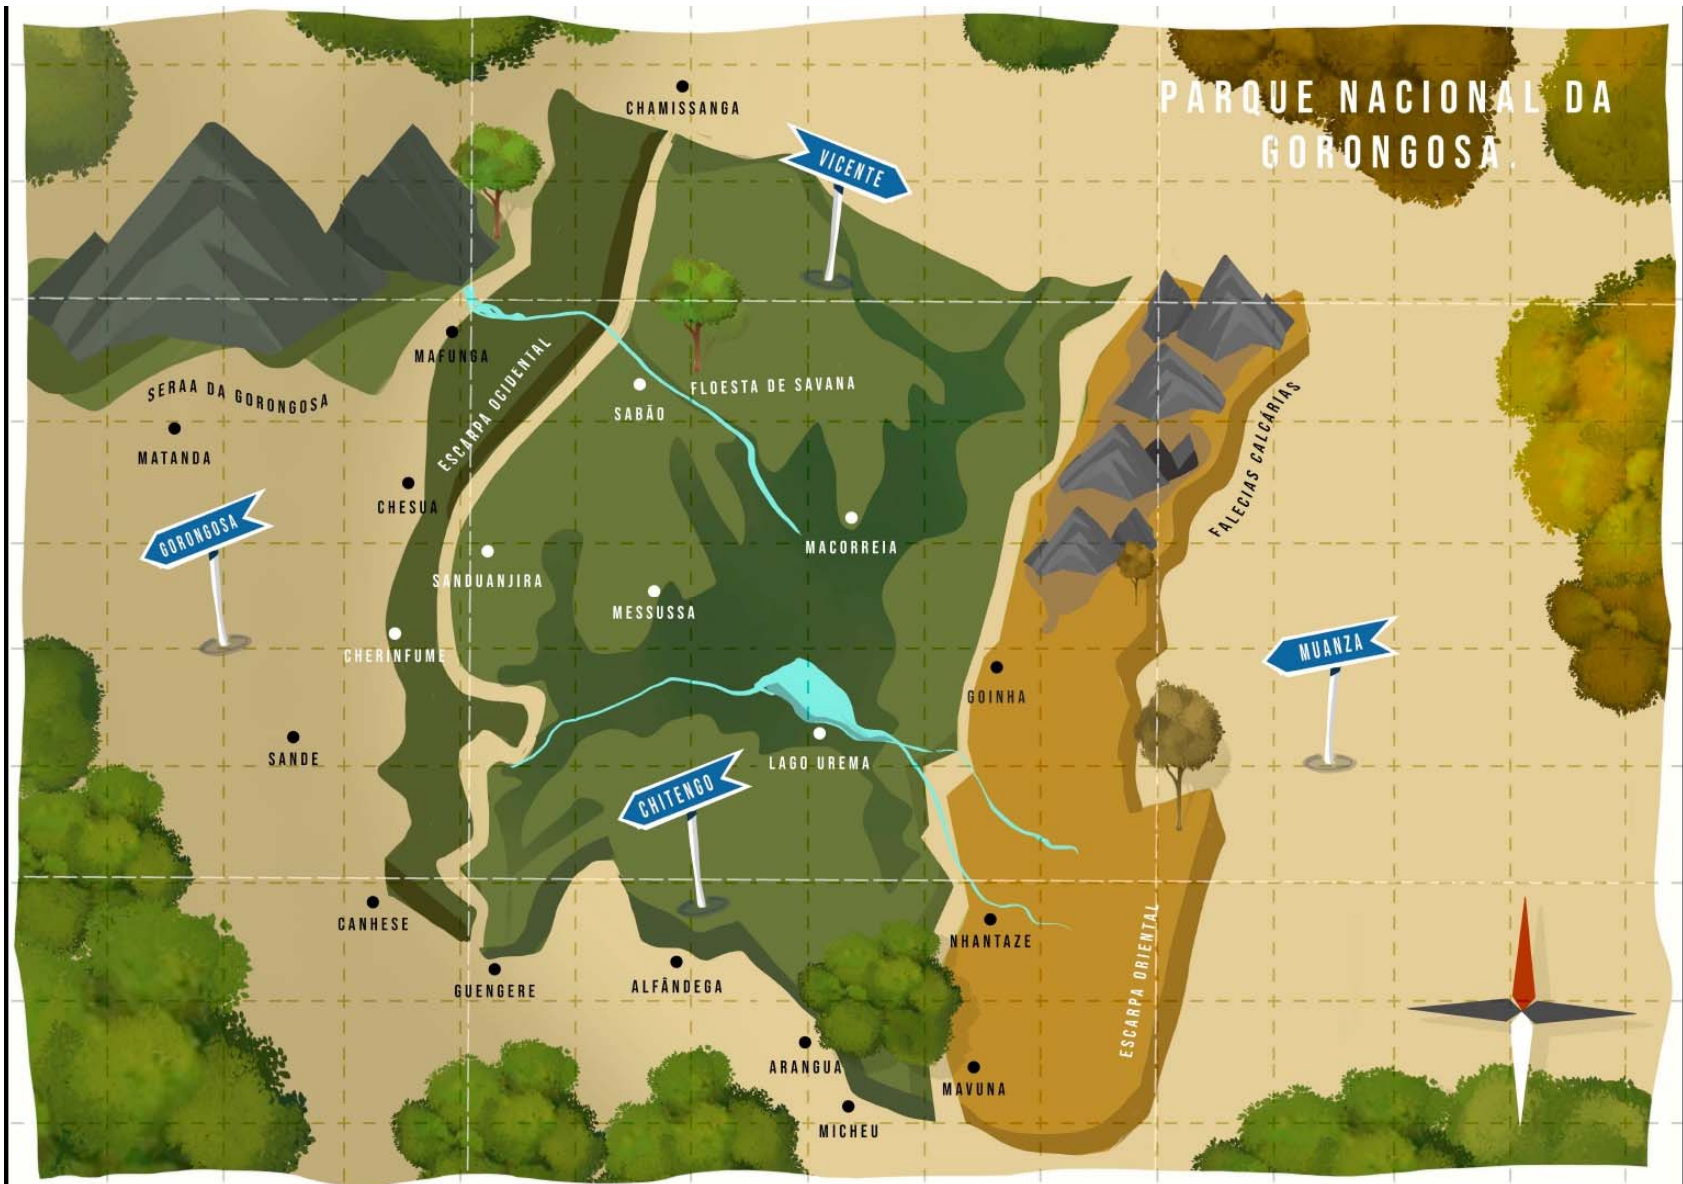 PARQUE NACIONAL DA
GORONGOSA.
CHAMISSANGA
VICENTE
MAFUNGA
SERAA DA GORONGOSA
ESCARPA OCIDENTAL
FLOESTA DE SAVANA
SABÃO
FALECIAS CALCÁRIAS
MATANDA
CHESUA
GORONGOSA
MACORREIA
SANDUANJIRA
MESSUSSA
CHERINFUME
MUANZA
GOINHA
SANDE
LAGO UREMA
CHITENGO
CANHESE
NHANTAZE
ESCARPA ORIENTAL
GUENGERE
ALFÂNDEGA
ARANGUA
MAVUNA
MICHEU